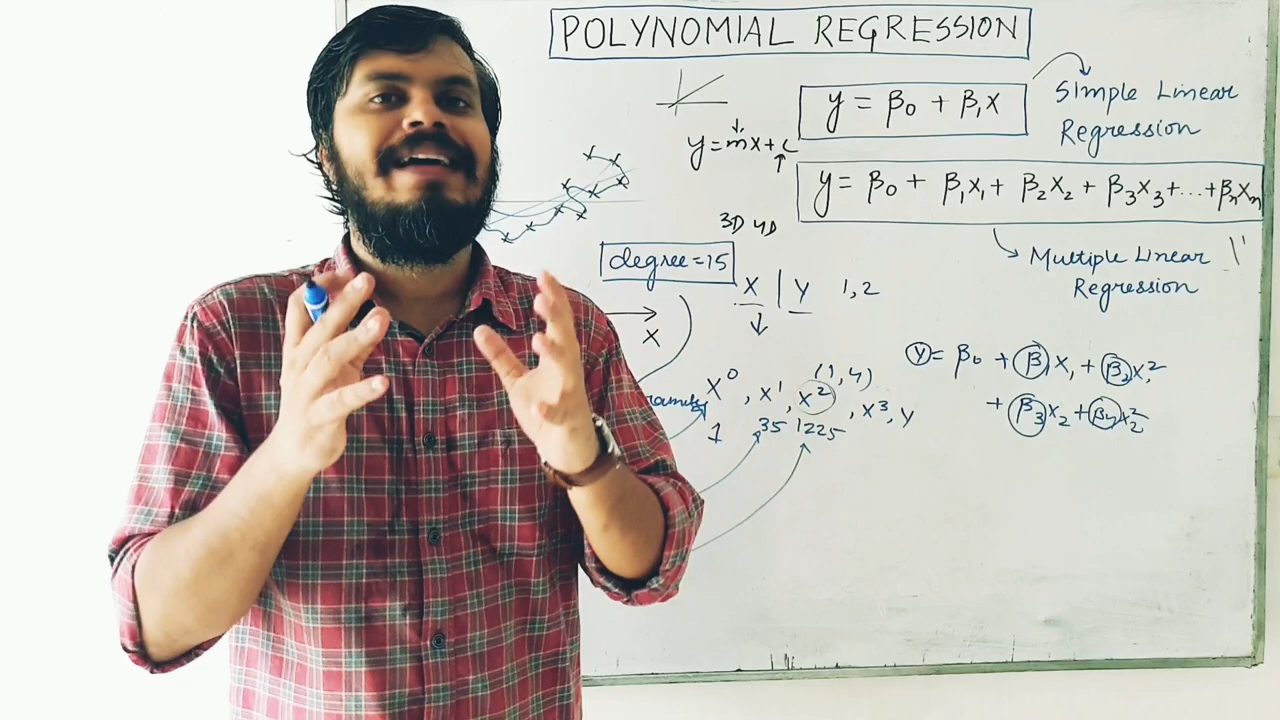 POLYNOMIAL REGRESSION
y = β₀ + β₁x
Simple Linear
Regression
y = mx + c
y = β₀ + β₁x₁ + β₂x₂ + β₃x₃ + ... + βₙxₙ
3D 4D
Multiple Linear
Regression
degree=15
X | Y 1,2
X
y = β₀ + β₁x₁ + β₂x₁²
+ β₃x₂ + β₄x₂²
(1,4)
x⁰, x¹, x², x³, y
1 35 1225